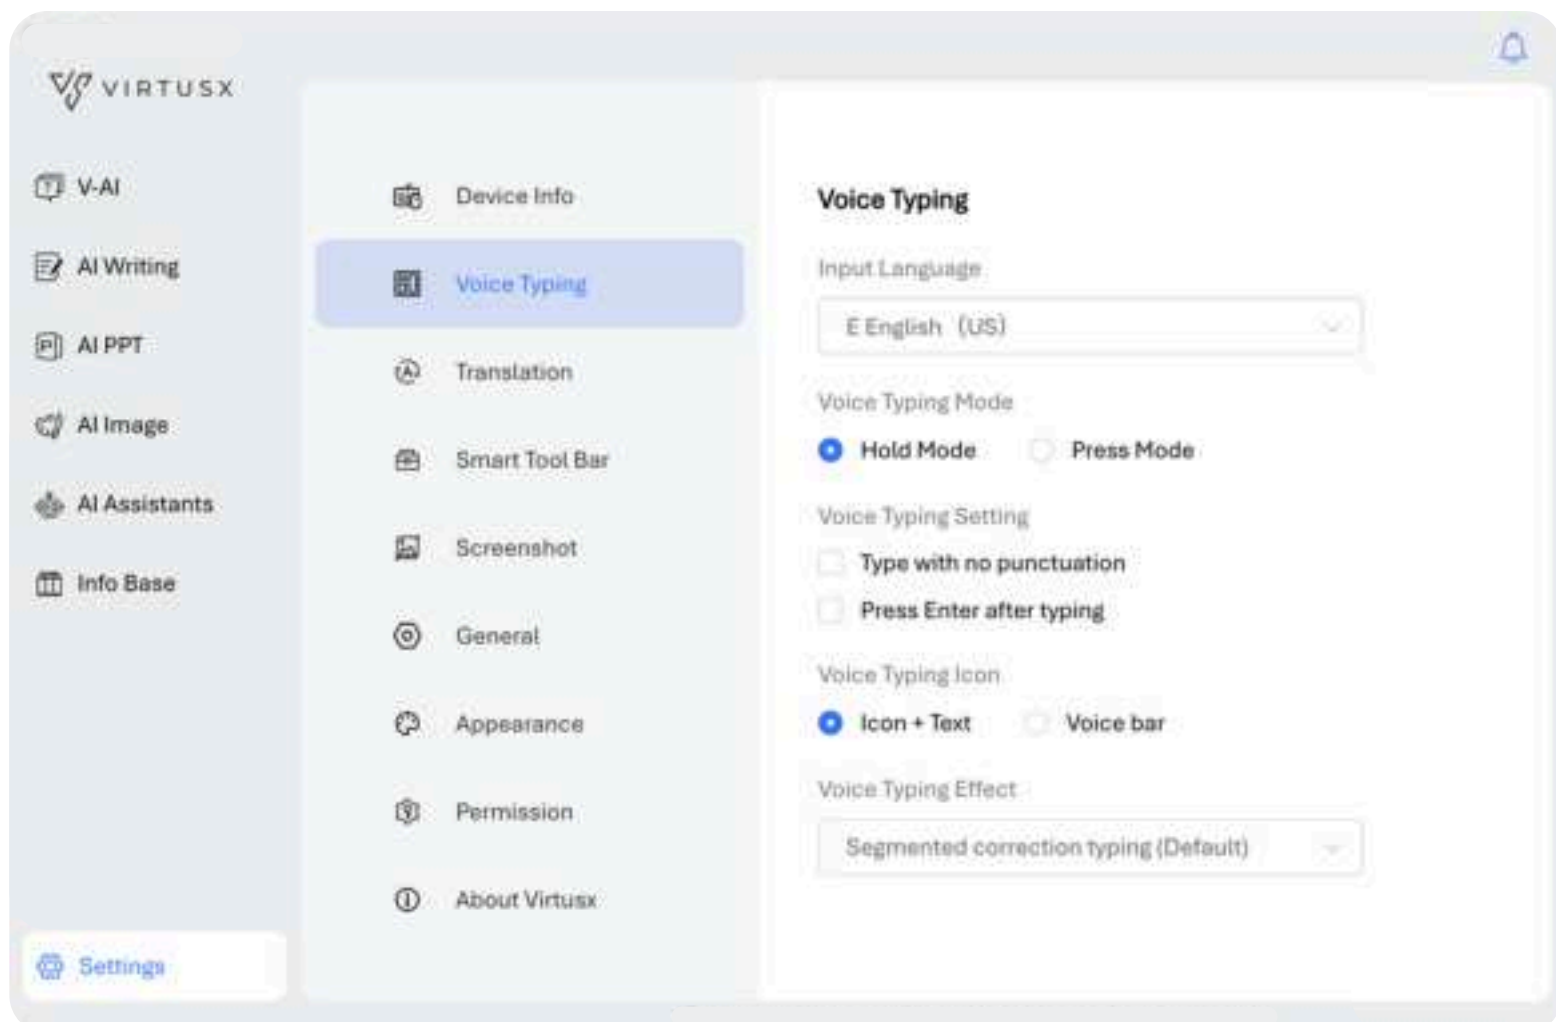 VIRTUSX
V-AI
AI Writing
AI PPT
AI Image
AI Assistants
Info Base
Settings
Device Info
Voice Typing
Translation
Smart Tool Bar
Screenshot
General
Appearance
Permission
About Virtusx
Voice Typing
Input Language
E English (US)
Voice Typing Mode
Hold Mode Press Mode
Voice Typing Setting
Type with no punctuation
Press Enter after typing
Voice Typing Icon
Icon + Text Voice bar
Voice Typing Effect
Segmented correction typing (Default)